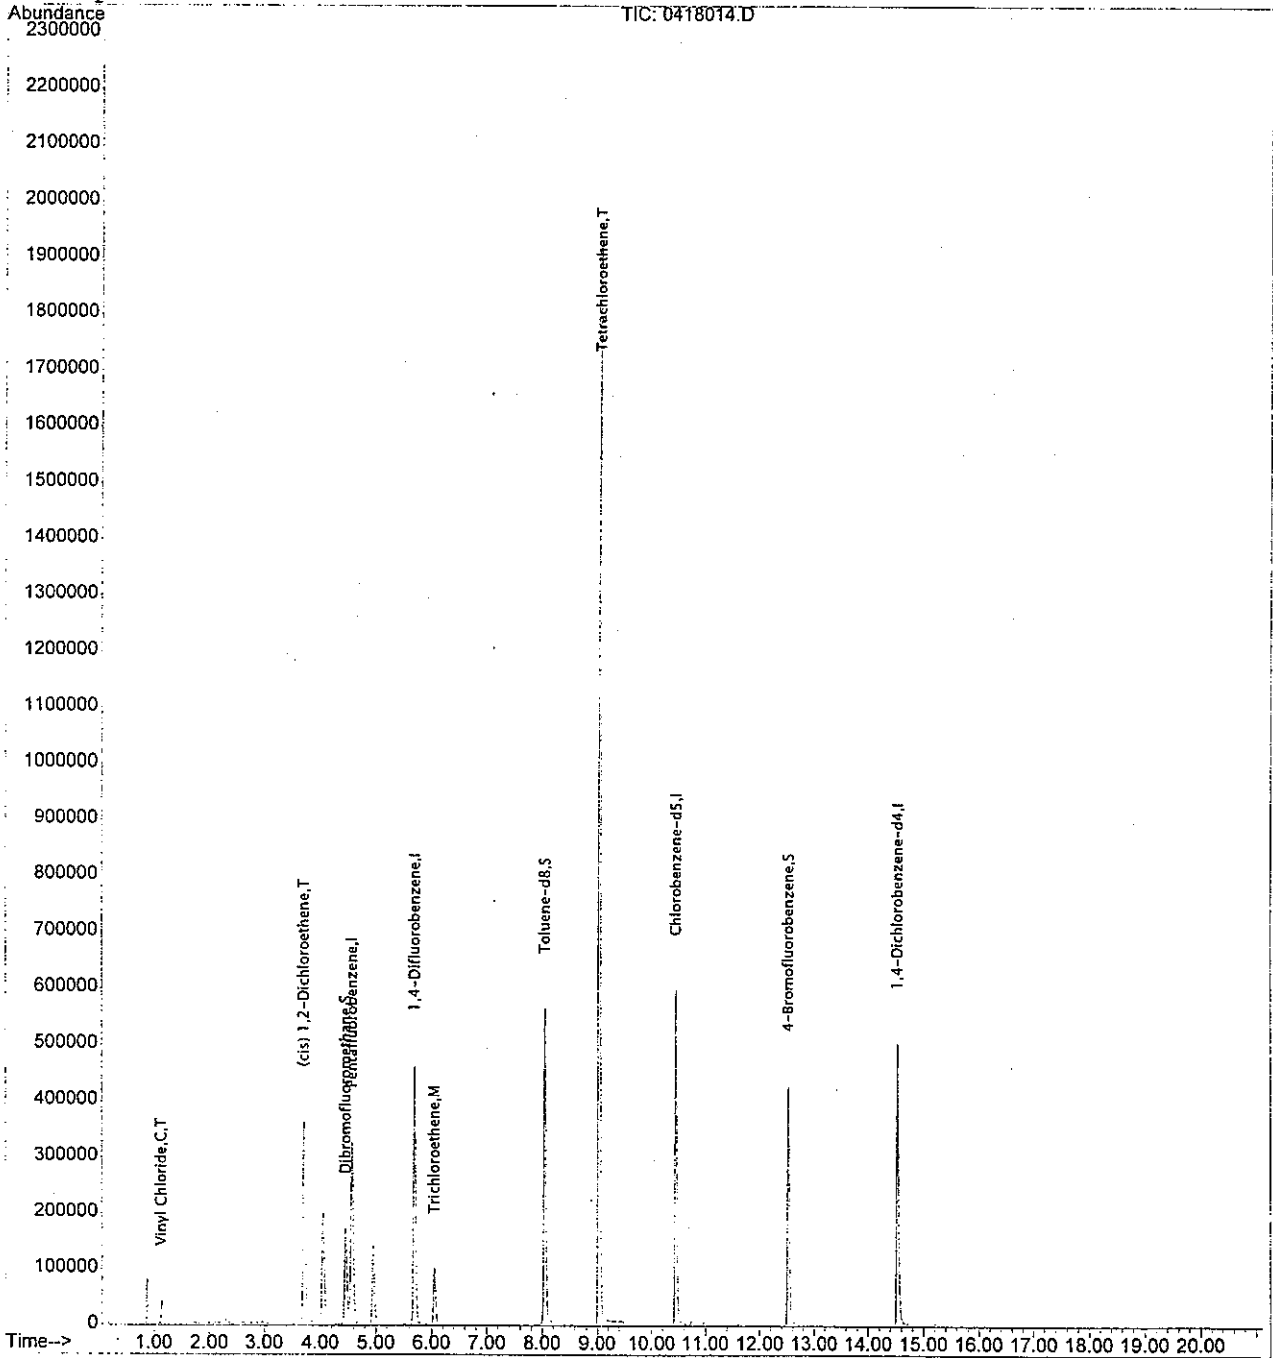 Abundance
TIC: 0418014.D
2300000
2200000
2100000
2000000
1900000
1800000
1700000
1600000
1500000
1400000
1300000
1200000
1100000
1000000
900000
800000
700000
600000
500000
400000
300000
200000
100000
0
Vinyl Chloride,C,T
(cis) 1,2-Dichloroethene,T
Dibromofluoromethane,S
Pentafluorobenzene,I
1,4-Difluorobenzene,I
Trichloroethene,M
Toluene-d8,S
Tetrachloroethene,T
Chlorobenzene-d5,I
4-Bromofluorobenzene,S
1,4-Dichlorobenzene-d4,I
Time--> 1.00 2.00 3.00 4.00 5.00 6.00 7.00 8.00 9.00 10.00 11.00 12.00 13.00 14.00 15.00 16.00 17.00 18.00 19.00 20.00